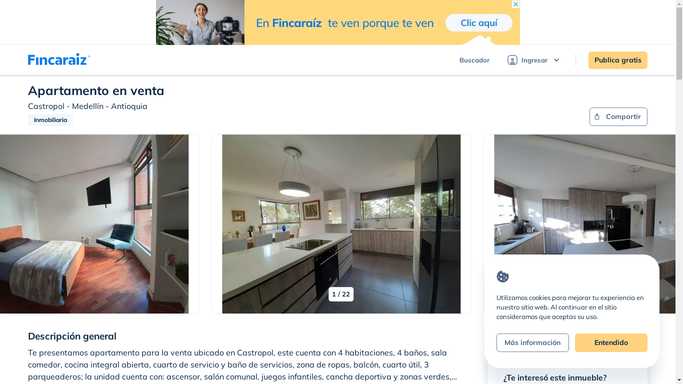 En Fincaraíz te ven porque te ven
Clic aquí
Fincaraíz
Buscador
Ingresar
Publica gratis
Apartamento en venta
Castropol - Medellín - Antioquia
Inmobiliaria
Compartir
1 / 22
Utilizamos cookies para mejorar tu experiencia en
nuestro sitio web. Al continuar en el sitio
consideramos que aceptas su uso.
Más información
Entendido
Descripción general
Te presentamos apartamento para la venta ubicado en Castropol, este cuenta con 4 habitaciones, 4 baños, sala
comedor, cocina integral abierta, cuarto de servicio y baño de servicios, zona de ropas, balcón, cuarto útil, 3
parqueaderos; la unidad cuenta con: ascensor, salón comunal, juegos infantiles, cancha deportiva y zonas verdes,...
¿Te interesó este inmueble?